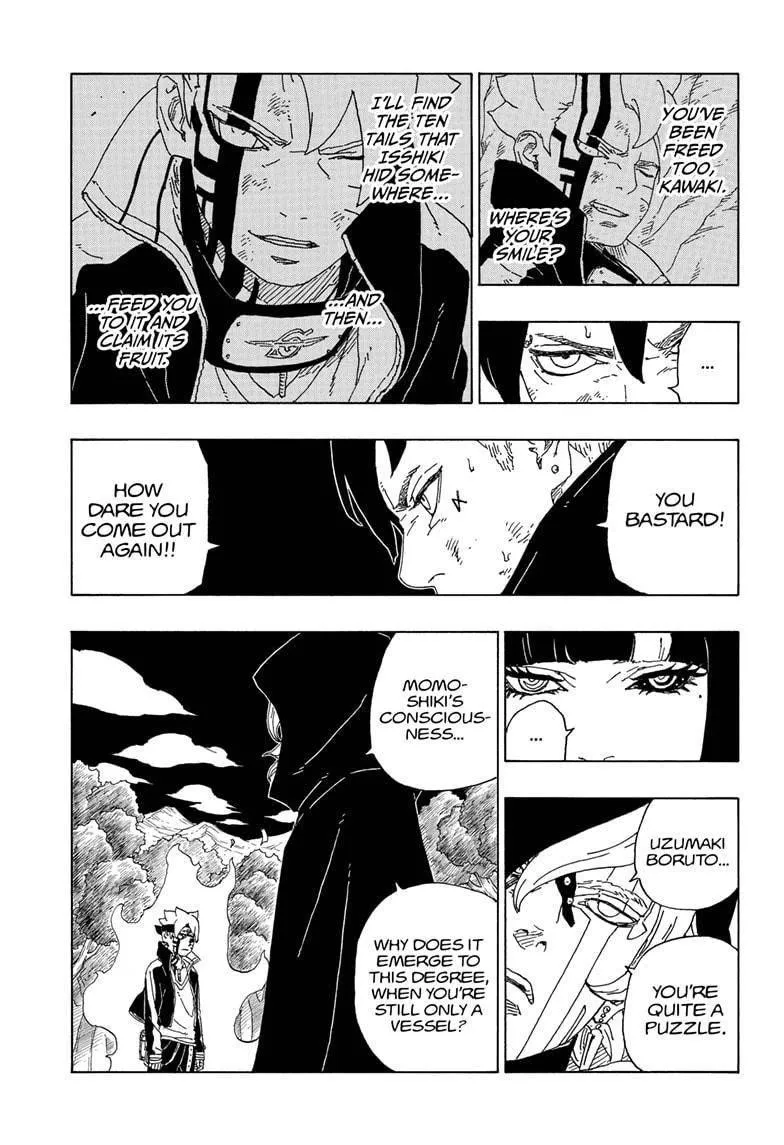 YOU'VE
BEEN
FREED
TOO,
KAWAKI.
WHERE'S
YOUR
SMILE?
I'LL FIND
THE TEN
TAILS THAT
ISSHIKI
HID SOME-
WHERE...
...AND
THEN...
...FEED YOU
TO IT AND
CLAIM ITS
FRUIT.
...
YOU
BASTARD!
HOW
DARE YOU
COME OUT
AGAIN!!
...
MOMO-
SHIKI'S
CONSCIOUS-
NESS...
WHY DOES IT
EMERGE TO
THIS DEGREE,
WHEN YOU'RE
STILL ONLY A
VESSEL?
UZUMAKI
BORUTO...
YOU'RE
QUITE A
PUZZLE.